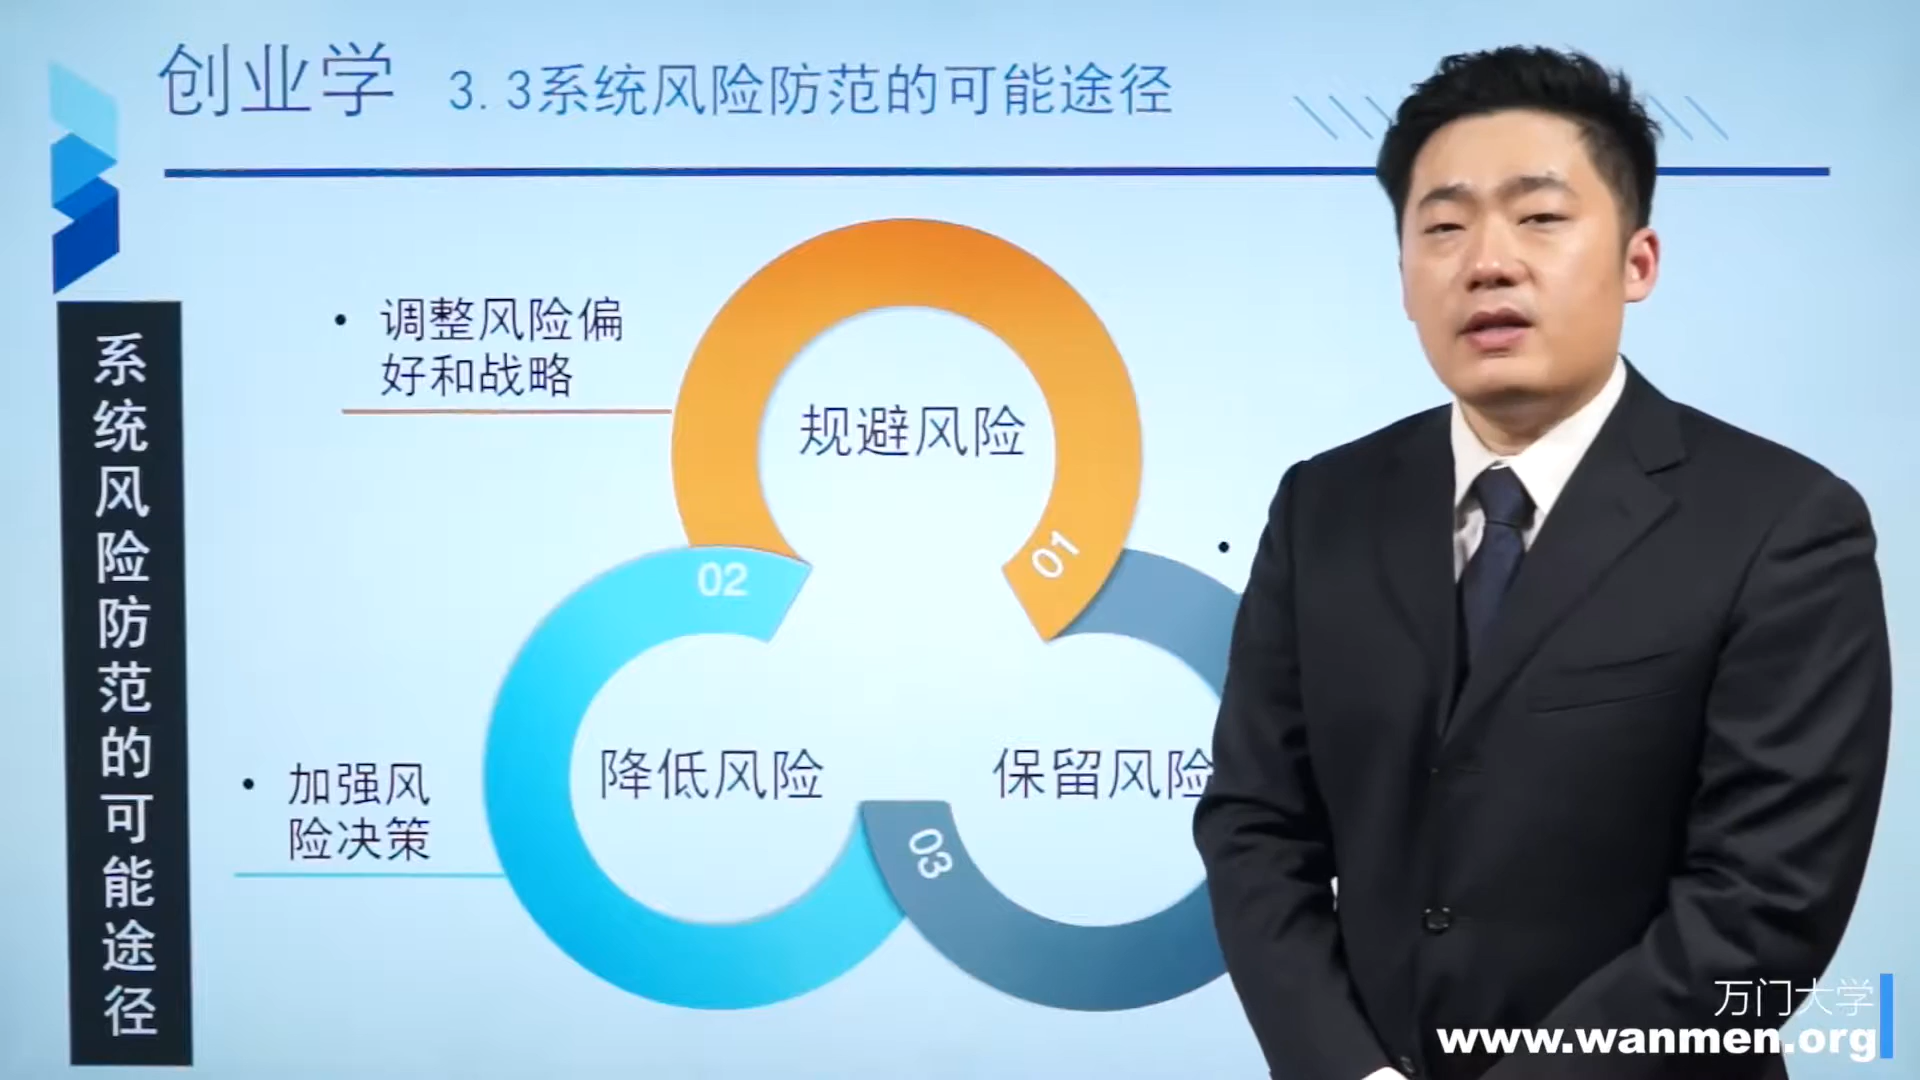 创业学 3.3系统风险防范的可能途径
系统风险防范的可能途径
调整风险偏
好和战略
规避风险
01
02
降低风险
保留风险
加强风
险决策
03
万门大学
www.wanmen.org